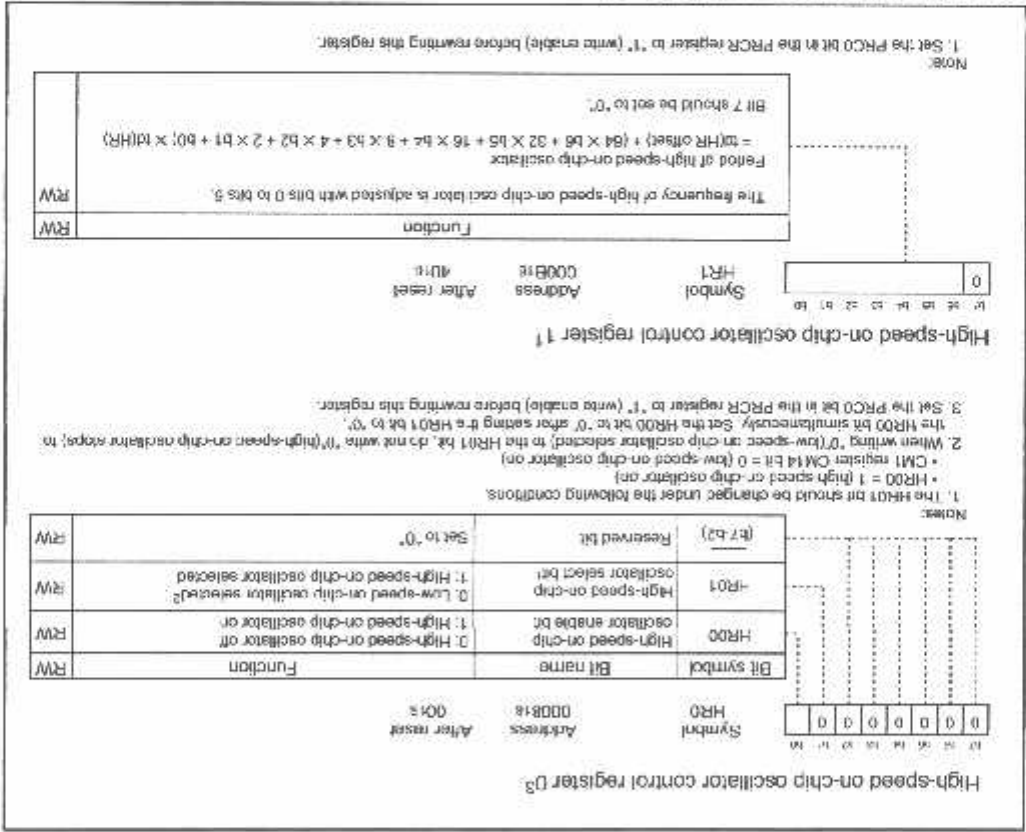 High-speed on-chip oscillator control register 0³
b7 b6 b5 b4 b3 b2 b1 b0
0 0 0 0 0 0 0
Symbol Address After reset
HR0 0008₁₆ 00₁₆
Bit symbol Bit name Function RW
HR00 High-speed on-chip oscillator enable bit 0: High-speed on-chip oscillator off RW
1: High-speed on-chip oscillator on
HR01 High-speed on-chip oscillator select bit¹ 0: Low-speed on-chip oscillator selected² RW
1: High-speed on-chip oscillator selected
(b7-b2) Reserved bit Set to "0". RW
Notes:
1. The HR01 bit should be changed under the following conditions.
• HR00 = 1 (high speed on-chip oscillator on)
• CM1 register CM14 bit = 0 (low-speed on-chip oscillator on)
2. When writing "0"(low-speed on chip oscillator selected) to the HR01 bit, do not write "0"(high-speed on-chip oscillator stops) to
the HR00 bit simultaneously. Set the HR00 bit to "0" after setting the HR01 bit to "0".
3. Set the PRC0 bit in the PRCR register to "1" (write enable) before rewriting this register.
High-speed on-chip oscillator control register 1¹
b7 b6 b5 b4 b3 b2 b1 b0
0
Symbol Address After reset
HR1 000B₁₆ 40₁₆
Function RW
The frequency of high-speed on-chip oscillator is adjusted with bits 0 to bits 6. RW
Period of high-speed on-chip oscillator
= td(HR offset) + (64 × b6 + 32 × b5 + 16 × b4 + 8 × b3 + 4 × b2 + 2 × b1 + b0) × td(HR)
Bit 7 should be set to "0".
Note:
1. Set the PRC0 bit in the PRCR register to "1" (write enable) before rewriting this register.